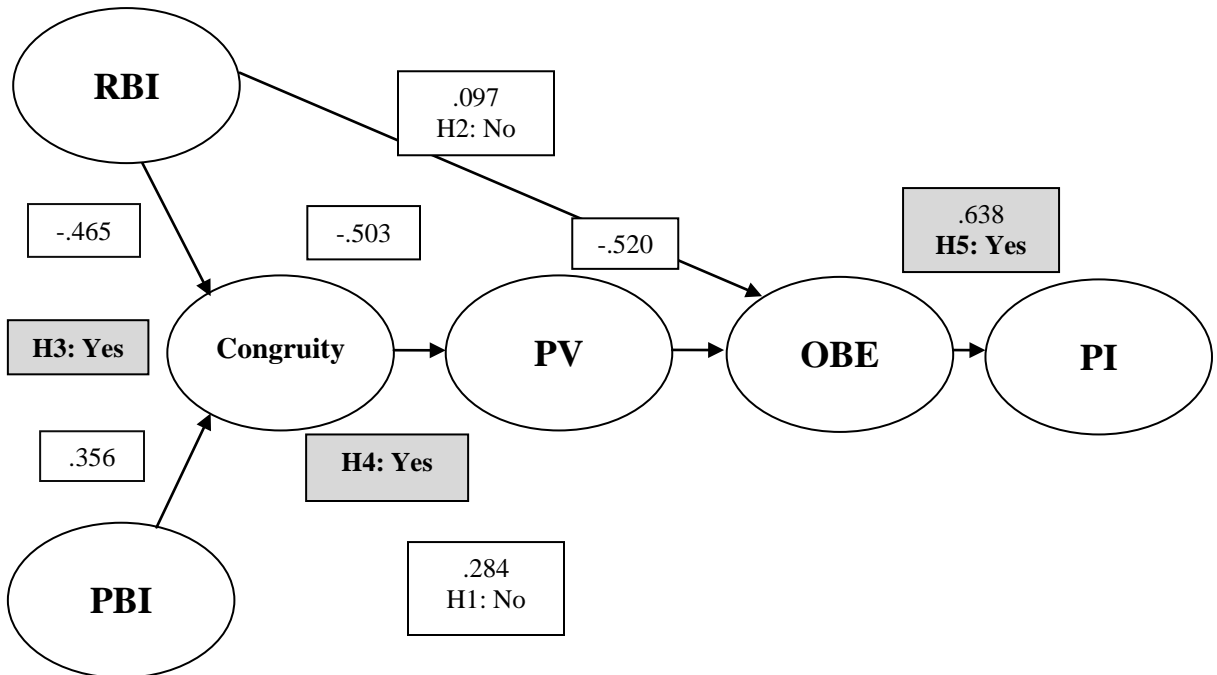 RBI
.097
H2: No
-.465
-.503
-.520
.638
H5: Yes
H3: Yes
Congruity
PV
OBE
PI
.356
H4: Yes
.284
H1: No
PBI